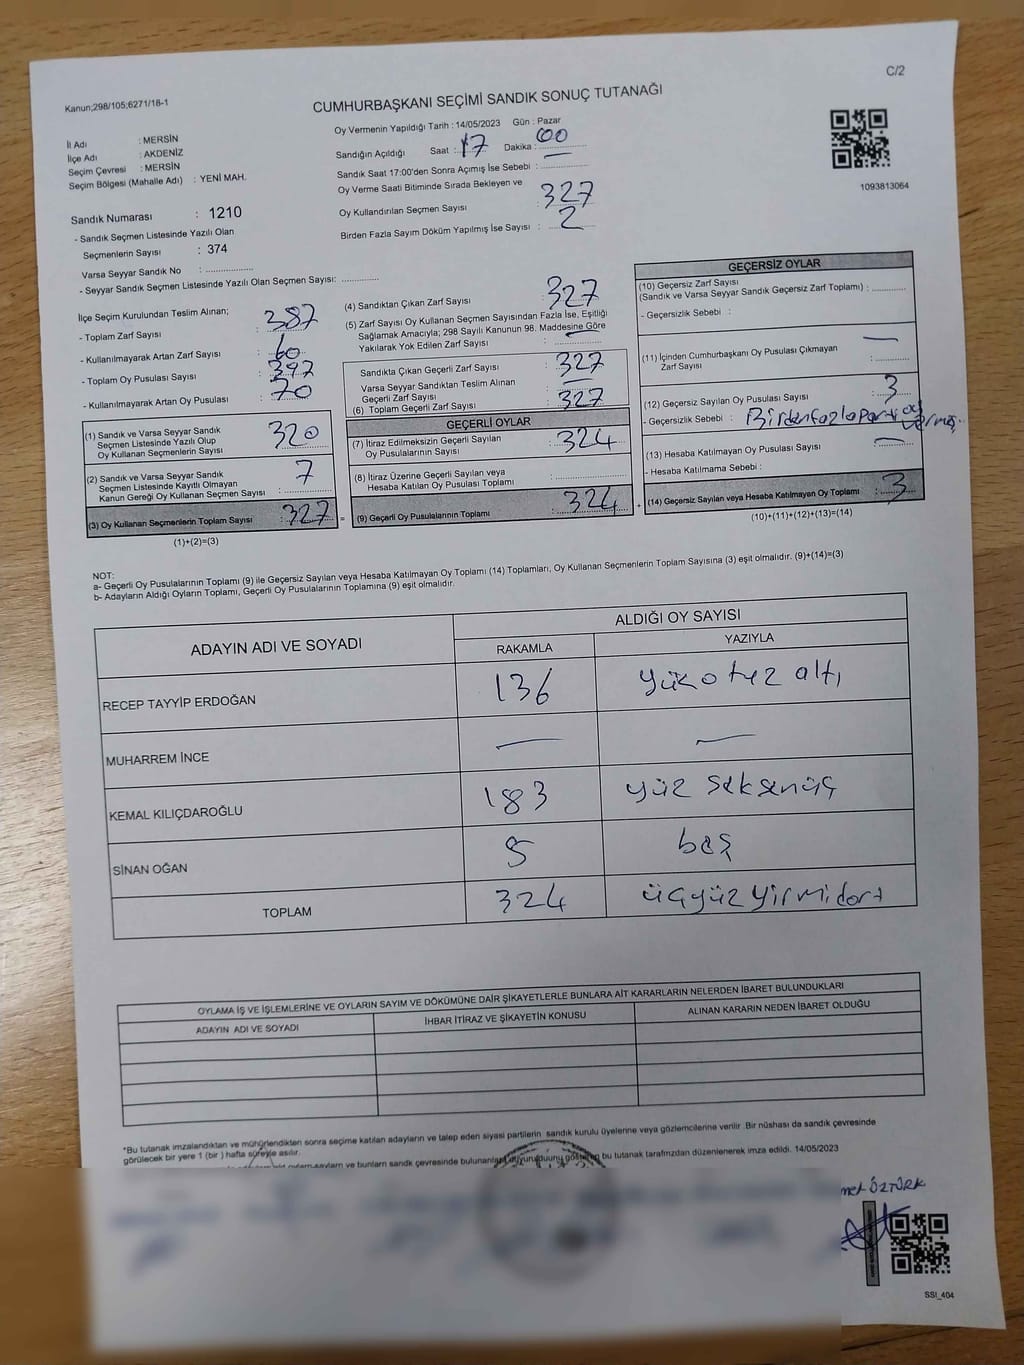 C/2
Kanun;298/105;6271/18-1
CUMHURBAŞKANI SEÇİMİ SANDIK SONUÇ TUTANAĞI
İl Adı : MERSİN
İlçe Adı : AKDENİZ
Seçim Çevresi : MERSİN
Seçim Bölgesi (Mahalle Adı) : YENİ MAH.
Sandık Numarası : 1210
- Sandık Seçmen Listesinde Yazılı Olan
Seçmenlerin Sayısı : 374
Varsa Seyyar Sandık No : ..................
- Seyyar Sandık Seçmen Listesinde Yazılı Olan Seçmen Sayısı: .............
Oy Vermenin Yapıldığı Tarih : 14/05/2023 Gün : Pazar
Sandığın Açıldığı Saat : 17 Dakika : 00
Sandık Saat 17:00'den Sonra Açımış İse Sebebi : —
Oy Verme Saati Bitiminde Sırada Bekleyen ve
Oy Kullandırılan Seçmen Sayısı : 327
Birden Fazla Sayım Döküm Yapılmış İse Sayısı : 2
1093813064
İlçe Seçim Kurulundan Teslim Alınan;
- Toplam Zarf Sayısı : 387
- Kullanılmayarak Artan Zarf Sayısı : 60
- Toplam Oy Pusulası Sayısı : 397
- Kullanılmayarak Artan Oy Pusulası : 70
(1) Sandık ve Varsa Seyyar Sandık
Seçmen Listesinde Yazılı Olup
Oy Kullanan Seçmenlerin Sayısı : 320
(2) Sandık ve Varsa Seyyar Sandık
Seçmen Listesinde Kayıtlı Olmayan
Kanun Gereği Oy Kullanan Seçmen Sayısı : 7
(3) Oy Kullanan Seçmenlerin Toplam Sayısı : 327
(1)+(2)=(3)
(4) Sandıktan Çıkan Zarf Sayısı : 327
(5) Zarf Sayısı Oy Kullanan Seçmen Sayısından Fazla İse, Eşitliği
Sağlamak Amacıyla; 298 Sayılı Kanunun 98. Maddesine Göre
Yakılarak Yok Edilen Zarf Sayısı : —
Sandıkta Çıkan Geçerli Zarf Sayısı : 327
Varsa Seyyar Sandıktan Teslim Alınan
Geçerli Zarf Sayısı : —
(6) Toplam Geçerli Zarf Sayısı : 327
GEÇERLİ OYLAR
(7) İtiraz Edilmeksizin Geçerli Sayılan
Oy Pusulalarının Sayısı : 324
(8) İtiraz Üzerine Geçerli Sayılan veya
Hesaba Katılan Oy Pusulası Toplamı : ..................
(9) Geçerli Oy Pusulalarının Toplamı : 324
GEÇERSİZ OYLAR
(10) Geçersiz Zarf Sayısı
(Sandık ve Varsa Seyyar Sandık Geçersiz Zarf Toplamı) : ............
- Geçersizlik Sebebi :
(11) İçinden Cumhurbaşkanı Oy Pusulası Çıkmayan
Zarf Sayısı : —
(12) Geçersiz Sayılan Oy Pusulası Sayısı : 3
- Geçersizlik Sebebi : Birden fazla parti oy vermiş.
(13) Hesaba Katılmayan Oy Pusulası Sayısı : —
- Hesaba Katılmama Sebebi :
(14) Geçersiz Sayılan veya Hesaba Katılmayan Oy Toplamı : 3
(10)+(11)+(12)+(13)=(14)
NOT:
a- Geçerli Oy Pusulalarının Toplamı (9) ile Geçersiz Sayılan veya Hesaba Katılmayan Oy Toplamı (14) Toplamları, Oy Kullanan Seçmenlerin Toplam Sayısına (3) eşit olmalıdır. (9)+(14)=(3)
b- Adayların Aldığı Oyların Toplamı, Geçerli Oy Pusulalarının Toplamına (9) eşit olmalıdır.
ADAYIN ADI VE SOYADI
ALDIĞI OY SAYISI
RAKAMLA YAZIYLA
RECEP TAYYİP ERDOĞAN 136 yük otuz altı
MUHARREM İNCE — —
KEMAL KILIÇDAROĞLU 183 yüz seksenüç
SİNAN OĞAN 5 beş
TOPLAM 324 üçyüz yirmidört
OYLAMA İŞ VE İŞLEMLERİNE VE OYLARIN SAYIM VE DÖKÜMÜNE DAİR ŞİKAYETLERLE BUNLARA AİT KARARLARIN NELERDEN İBARET BULUNDUKLARI
ADAYIN ADI VE SOYADI İHBAR İTİRAZ VE ŞİKAYETİN KONUSU ALINAN KARARIN NEDEN İBARET OLDUĞU
*Bu tutanak imzalandıktan ve mühürlendikten sonra seçime katılan adayların ve talep eden siyasi partilerin sandık kurulu üyelerine veya gözlemcilerine verilir .Bir nüshası da sandık çevresinde
görülecek bir yere 1 (bir ) hafta süreyle asılır.
bunların sandık çevresinde bulunanlara bu tutanak tarafımızdan düzenlenerek imza edildi. 14/05/2023
ÖZTÜRK
SSI_404